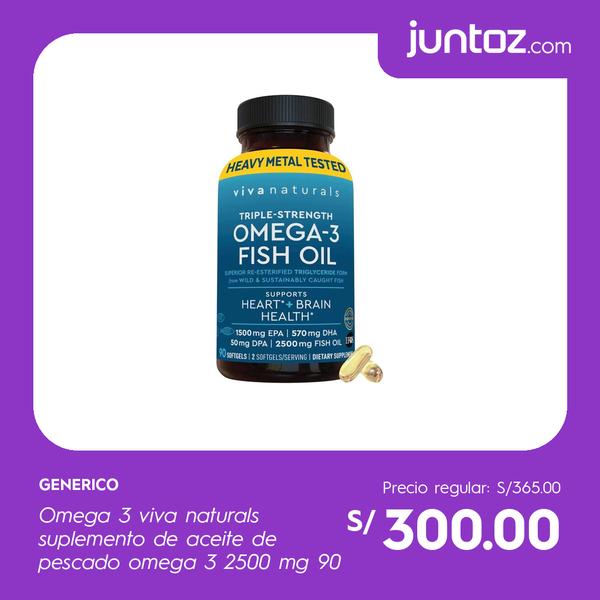 juntoz.com
HEAVY METAL TESTED
vivanaturals
TRIPLE-STRENGTH
OMEGA-3
FISH OIL
SUPERIOR RE-ESTERIFIED TRIGLYCERIDE FORM
from WILD & SUSTAINABLY CAUGHT FISH
SUPPORTS
HEART* + BRAIN
HEALTH*
1500mg EPA | 570mg DHA
50mg DPA | 2500mg FISH OIL
90 SOFTGELS | 2 SOFTGELS/SERVING | DIETARY SUPPLEMENT
GENERICO
Omega 3 viva naturals
suplemento de aceite de
pescado omega 3 2500 mg 90
Precio regular: S/365.00
S/ 300.00